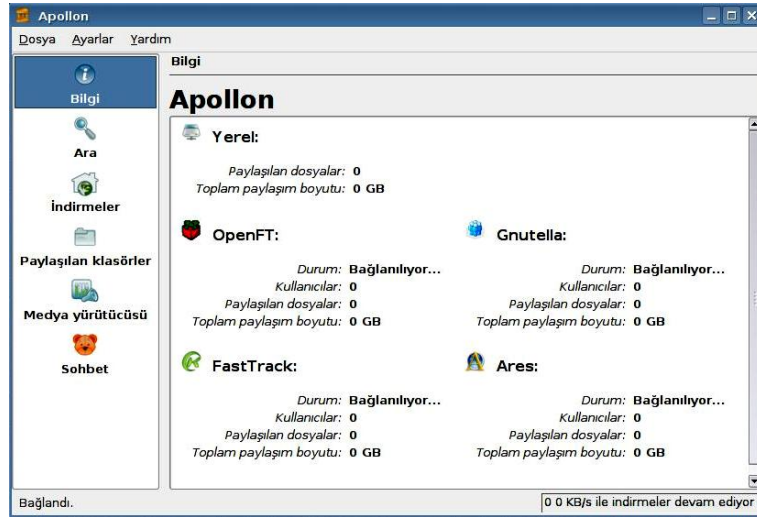 Apollon
Dosya Ayarlar Yardım
Bilgi
Ara
İndirmeler
Paylaşılan klasörler
Medya yürütücüsü
Sohbet
Bilgi
Apollon
Yerel:
Paylaşılan dosyalar: 0
Toplam paylaşım boyutu: 0 GB
OpenFT:
Durum: Bağlanılıyor...
Kullanıcılar: 0
Paylaşılan dosyalar: 0
Toplam paylaşım boyutu: 0 GB
Gnutella:
Durum: Bağlanılıyor...
Kullanıcılar: 0
Paylaşılan dosyalar: 0
Toplam paylaşım boyutu: 0 GB
FastTrack:
Durum: Bağlanılıyor...
Kullanıcılar: 0
Paylaşılan dosyalar: 0
Toplam paylaşım boyutu: 0 GB
Ares:
Durum: Bağlanılıyor...
Kullanıcılar: 0
Paylaşılan dosyalar: 0
Toplam paylaşım boyutu: 0 GB
Bağlandı.
0 0 KB/s ile indirmeler devam ediyor